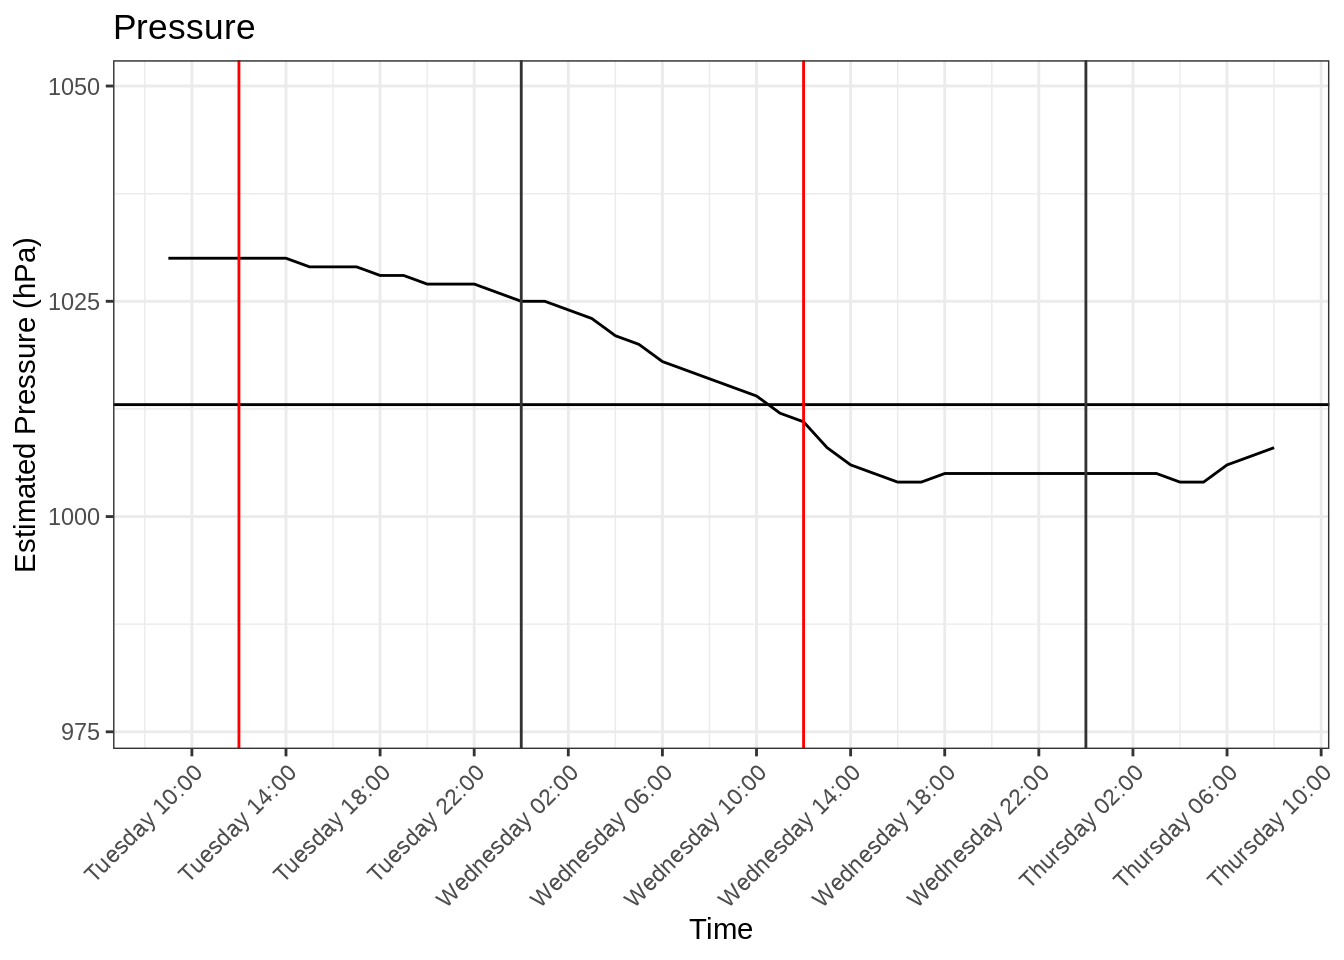 Pressure
Estimated Pressure (hPa)
1050
1025
1000
975
Tuesday 10:00
Tuesday 14:00
Tuesday 18:00
Tuesday 22:00
Wednesday 02:00
Wednesday 06:00
Wednesday 10:00
Wednesday 14:00
Wednesday 18:00
Wednesday 22:00
Thursday 02:00
Thursday 06:00
Thursday 10:00
Time